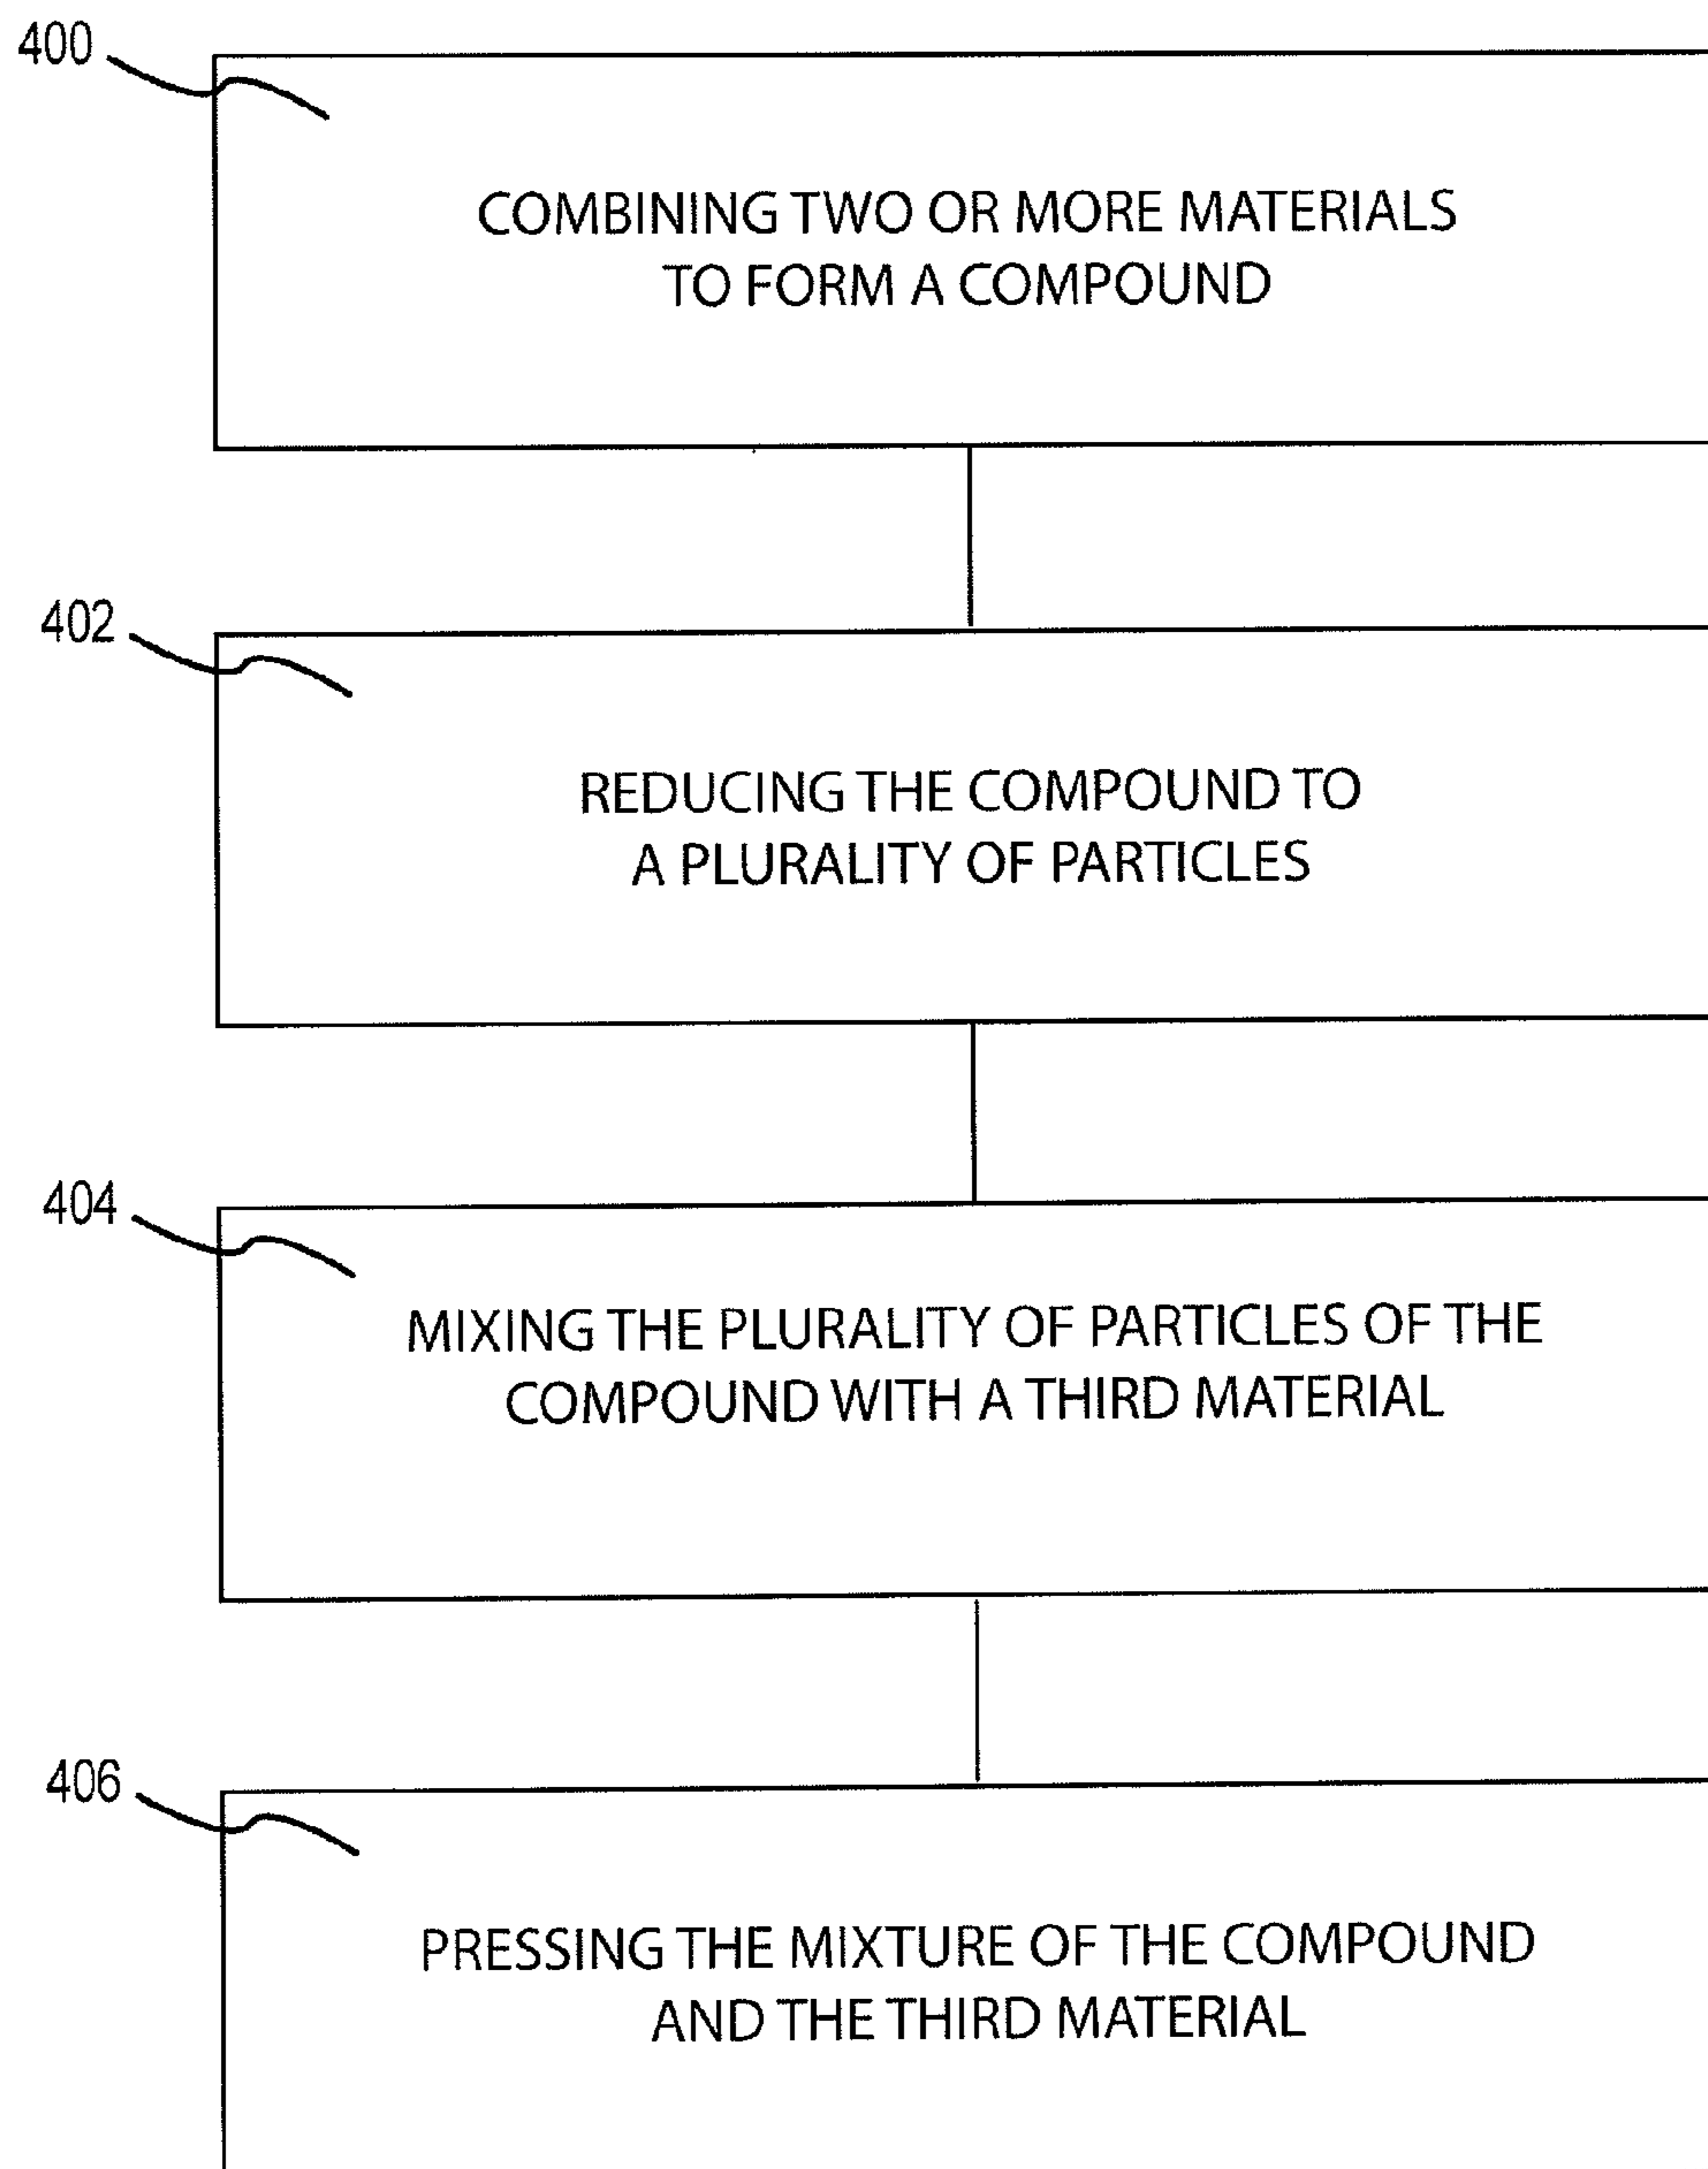 400
COMBINING TWO OR MORE MATERIALS
TO FORM A COMPOUND
402
REDUCING THE COMPOUND TO
A PLURALITY OF PARTICLES
404
MIXING THE PLURALITY OF PARTICLES OF THE
COMPOUND WITH A THIRD MATERIAL
406
PRESSING THE MIXTURE OF THE COMPOUND
AND THE THIRD MATERIAL